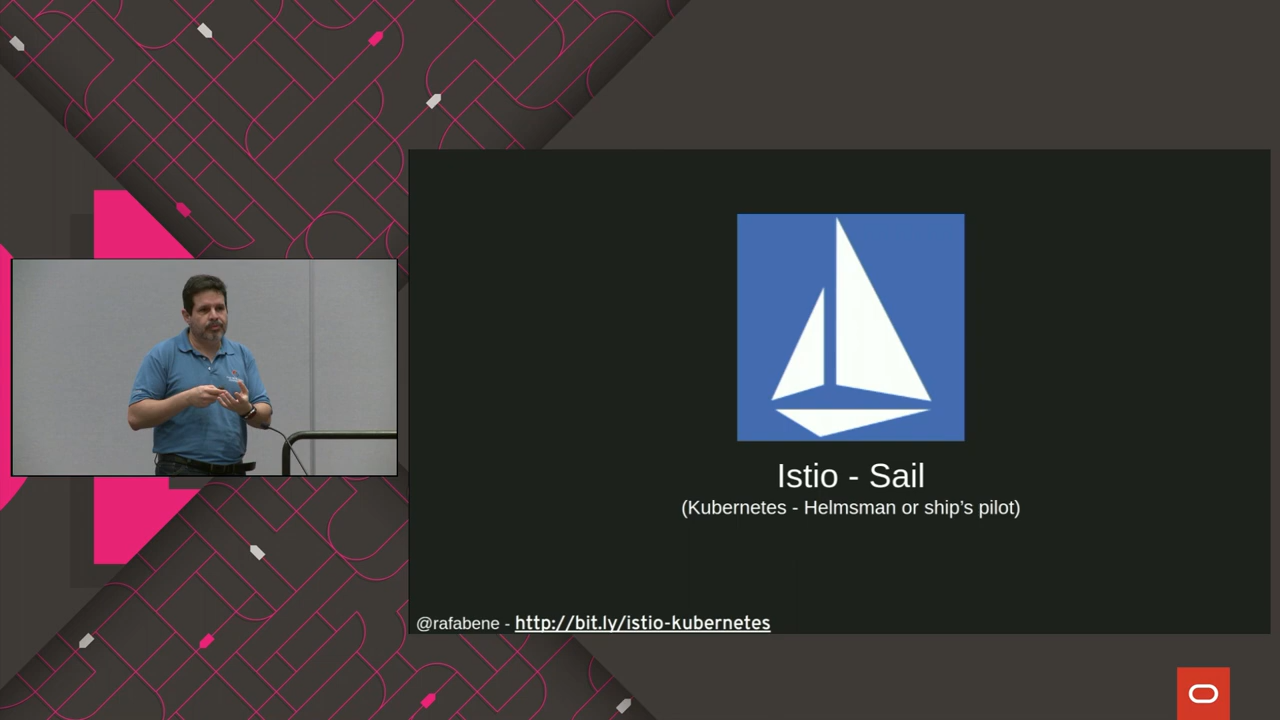 Istio - Sail
(Kubernetes - Helmsman or ship's pilot)
@rafabene - http://bit.ly/istio-kubernetes